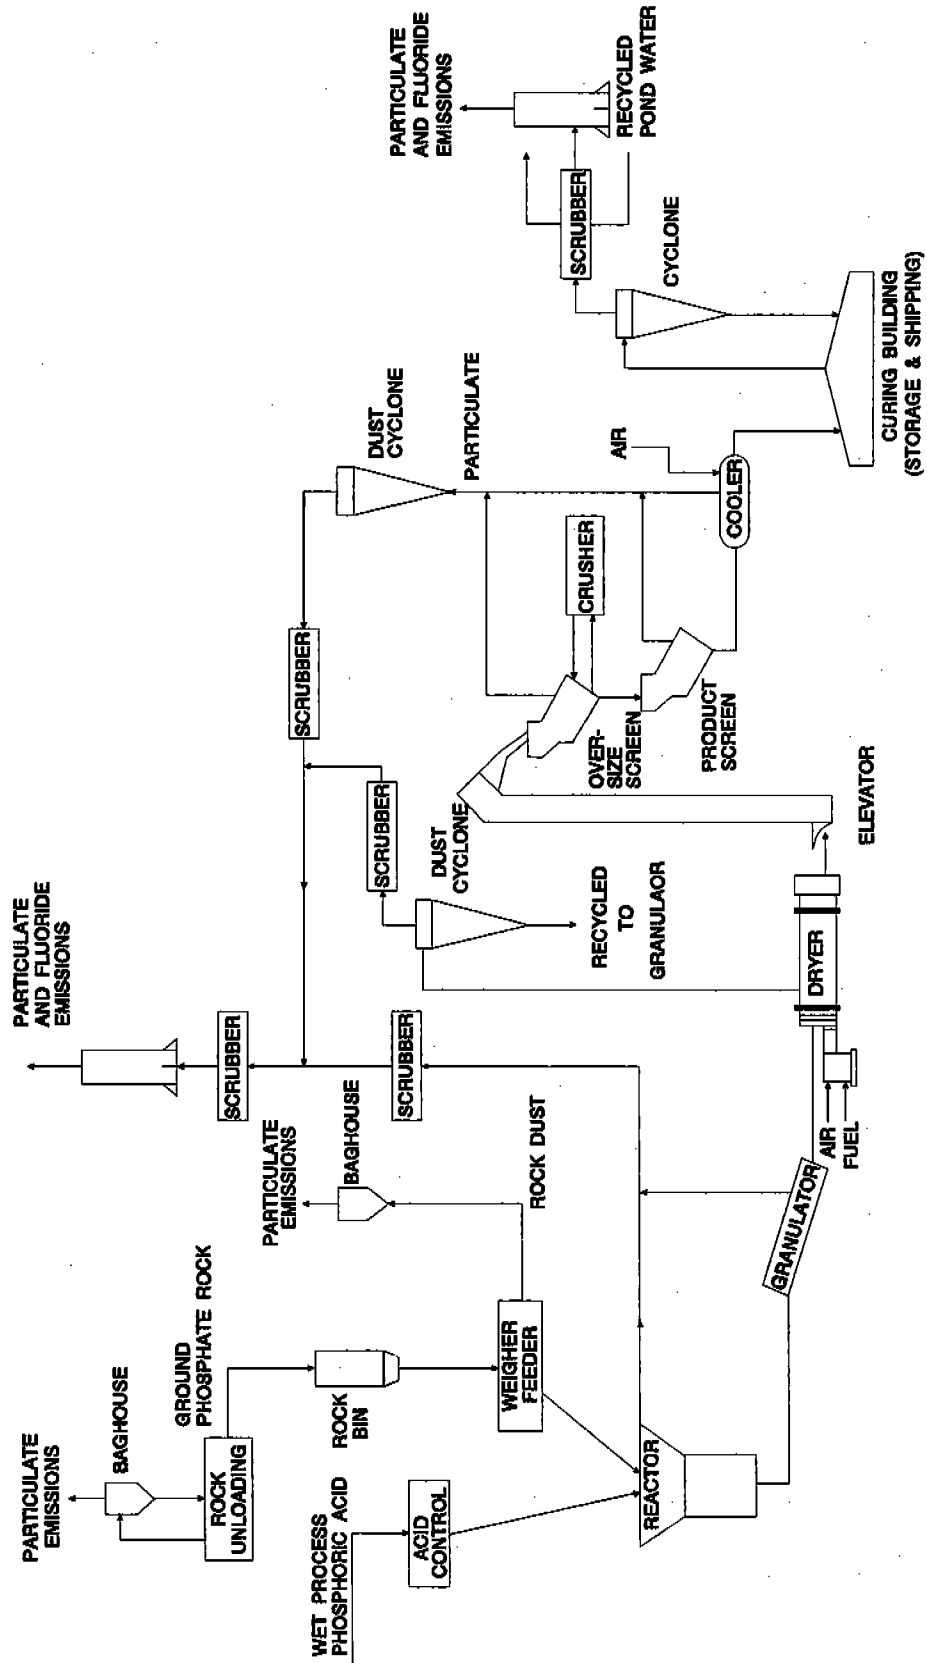 PARTICULATE
EMISSIONS
BAGHOUSE
ROCK
UNLOADING
GROUND
PHOSPHATE ROCK
WET PROCESS
PHOSPHORIC ACID
ACID
CONTROL
ROCK
BIN
WEIGHER
FEEDER
PARTICULATE
EMISSIONS
BAGHOUSE
ROCK DUST
REACTOR
GRANULATOR
AIR
FUEL
DRYER
PARTICULATE
AND FLUORIDE
EMISSIONS
SCRUBBER
SCRUBBER
SCRUBBER
DUST
CYCLONE
RECYCLED
TO
GRANULAOR
ELEVATOR
SCRUBBER
OVER-
SIZE
SCREEN
PRODUCT
SCREEN
CRUSHER
DUST
CYCLONE
PARTICULATE
AIR
COOLER
PARTICULATE
AND FLUORIDE
EMISSIONS
SCRUBBER
RECYCLED
POND WATER
CYCLONE
CURING BUILDING
(STORAGE & SHIPPING)